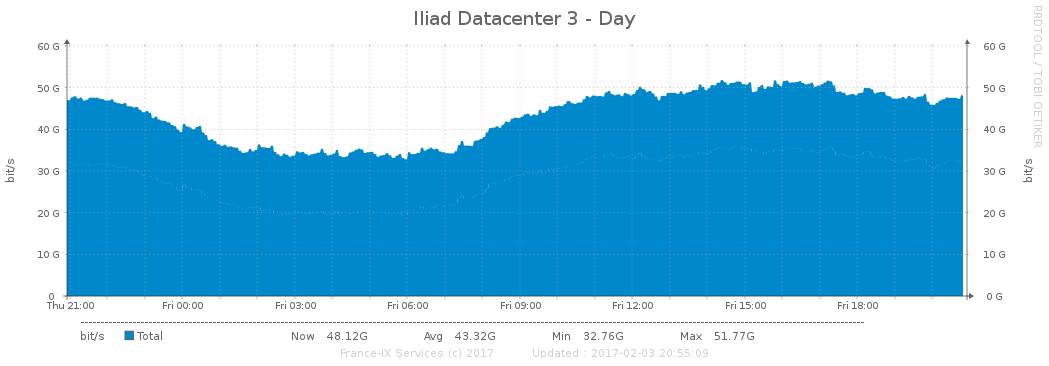 Iliad Datacenter 3 - Day
RRDTOOL / TOBI OETIKER
60 G 60 G
50 G 50 G
40 G 40 G
30 G 30 G
20 G 20 G
10 G 10 G
0 0 G
bit/s bit/s
Thu 21:00 Fri 00:00 Fri 03:00 Fri 06:00 Fri 09:00 Fri 12:00 Fri 15:00 Fri 18:00
bit/s Total Now 48.12G Avg 43.32G Min 32.76G Max 51.77G
France-IX Services (c) 2017 Updated : 2017-02-03 20:55:09